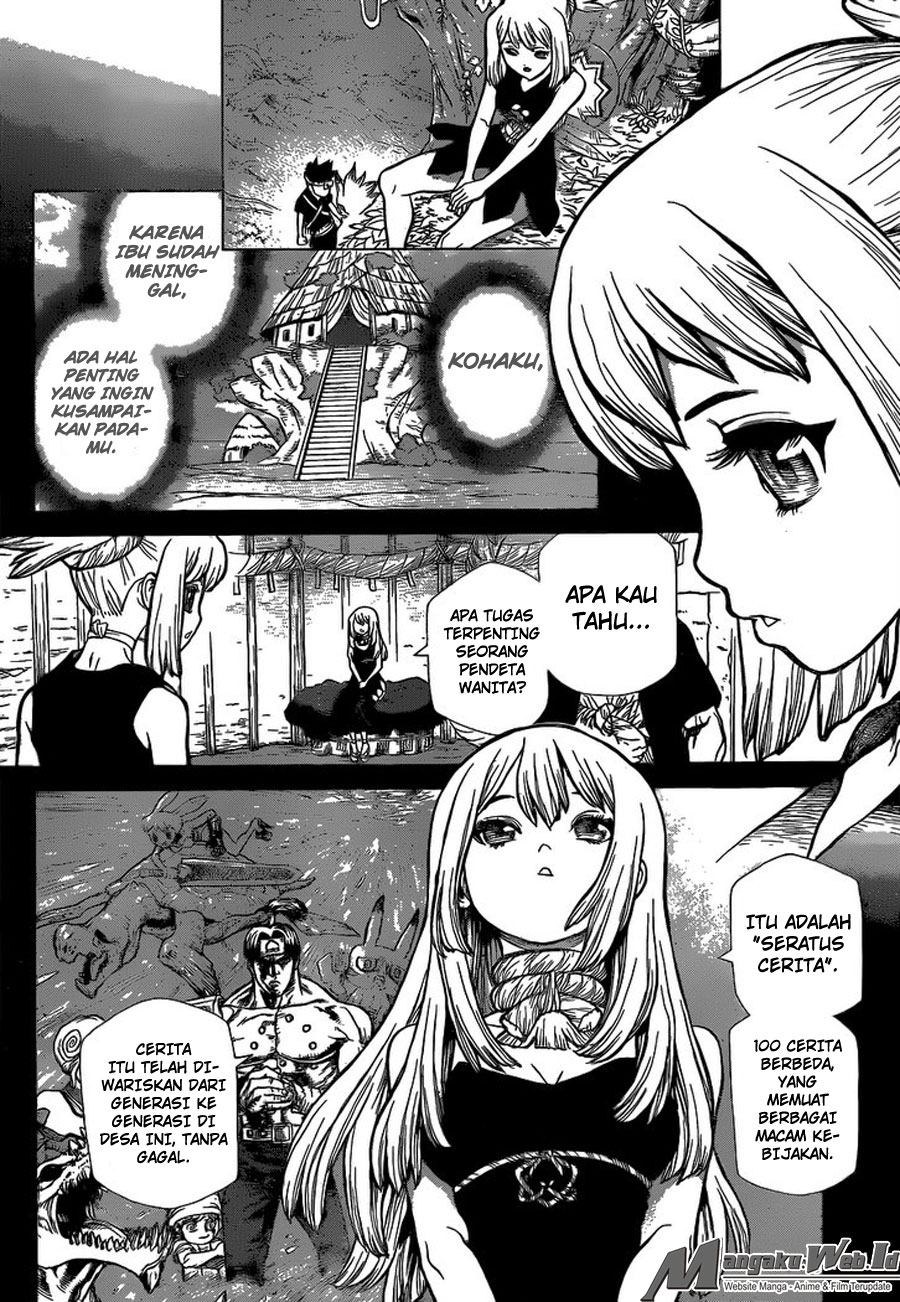 KOHAKU,
KARENA
IBU SUDAH
MENING-
GAL,
ADA HAL
PENTING
YANG INGIN
KUSAMPAI-
KAN PADA-
MU.
APA KAU
TAHU...
APA TUGAS
TERPENTING
SEORANG
PENDETA
WANITA?
ITU ADALAH
"SERATUS
CERITA".
100 CERITA
BERBEDA,
YANG
MEMUAT
BERBAGAI
MACAM KE-
BIJAKAN.
CERITA
ITU TELAH DI-
WARISKAN DARI
GENERASI KE
GENERASI DI
DESA INI, TANPA
GAGAL.
MangakuWeb.Id
Website Manga - Anime & Film Terupdate